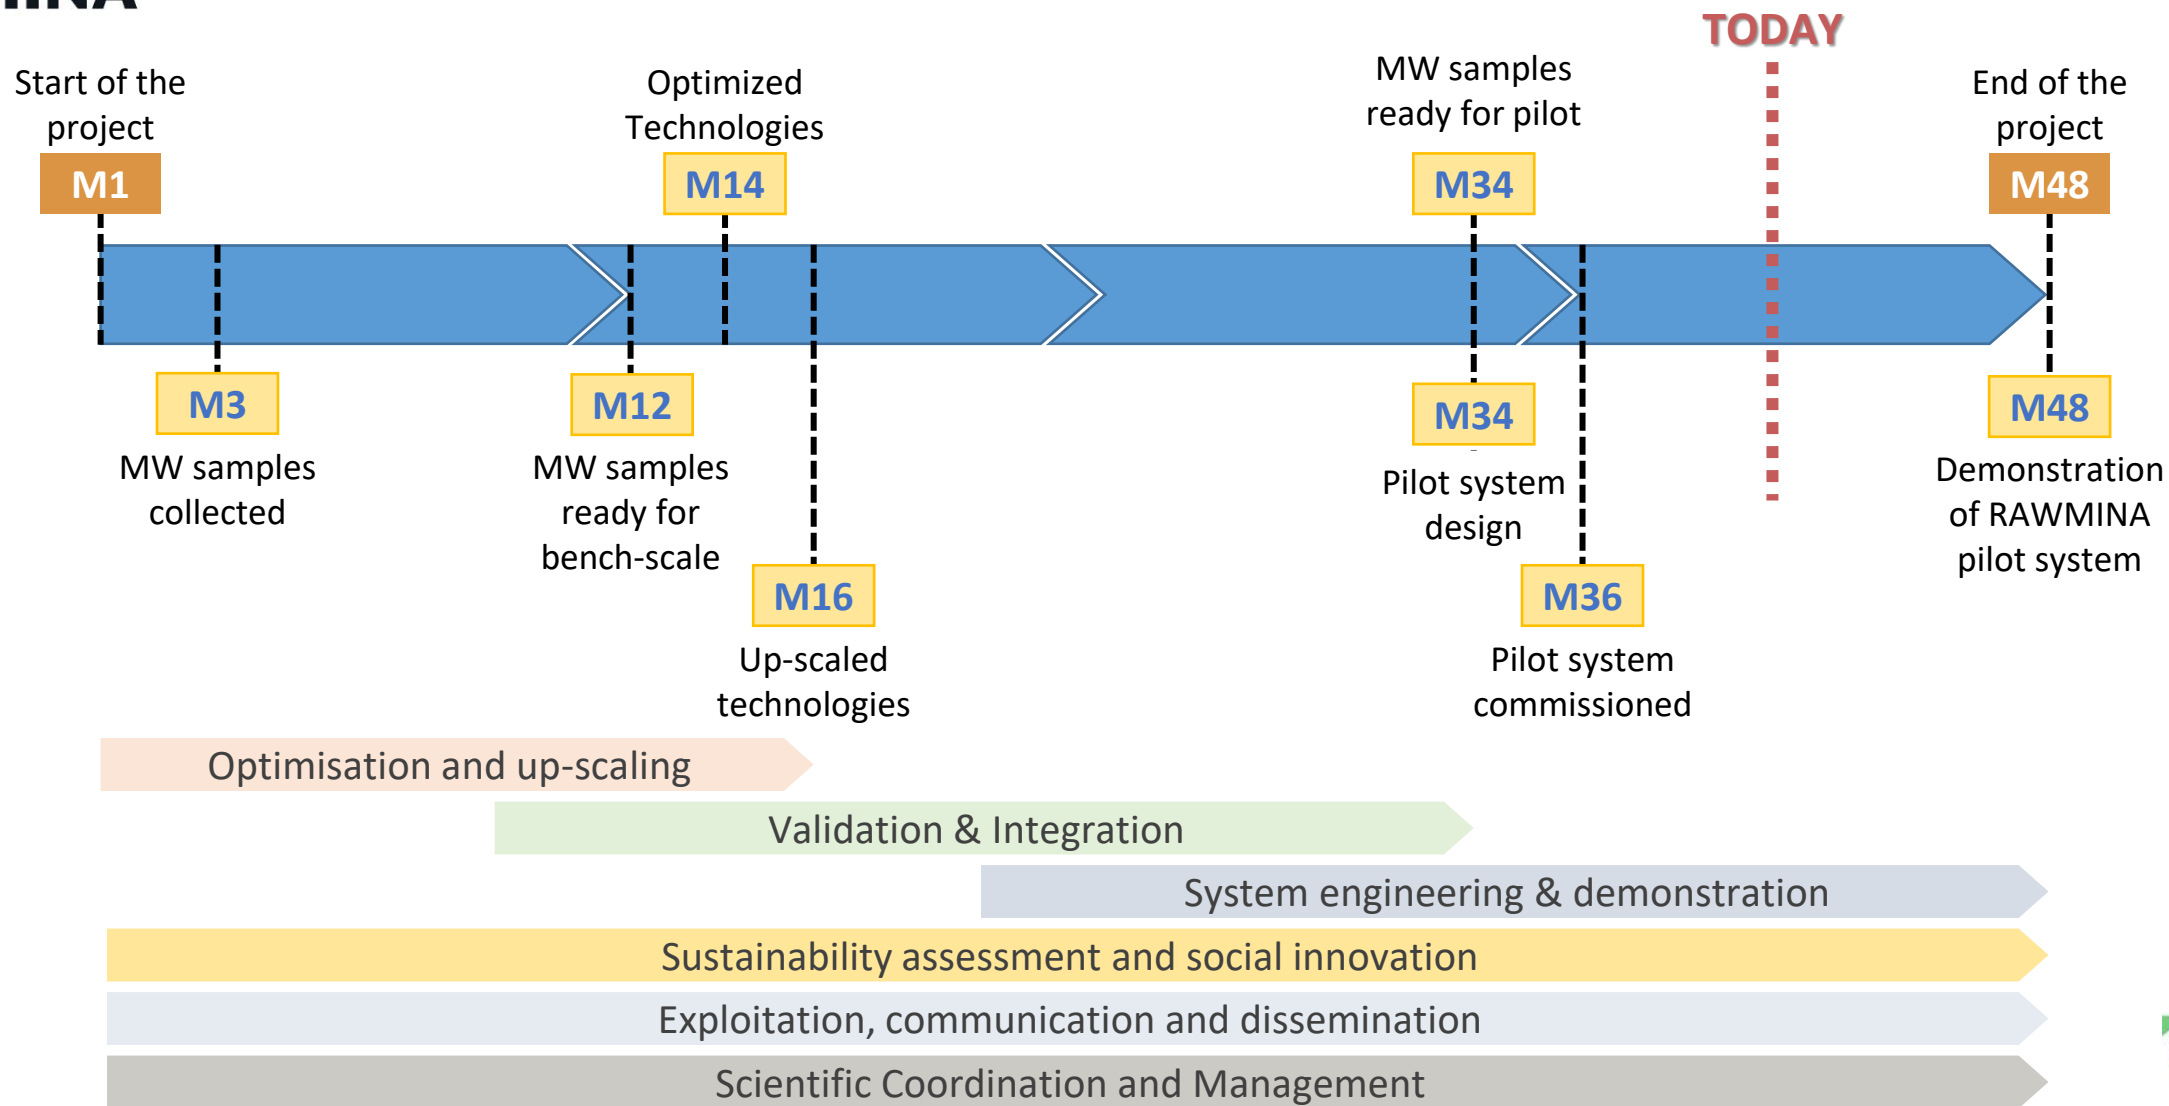 TODAY
Start of the
project
M1
Optimized
Technologies
M14
MW samples
ready for pilot
M34
End of the
project
M48
M3
MW samples
collected
M12
MW samples
ready for
bench-scale
M16
Up-scaled
technologies
M34
Pilot system
design
M36
Pilot system
commissioned
M48
Demonstration
of RAWMINA
pilot system
Optimisation and up-scaling
Validation & Integration
System engineering & demonstration
Sustainability assessment and social innovation
Exploitation, communication and dissemination
Scientific Coordination and Management